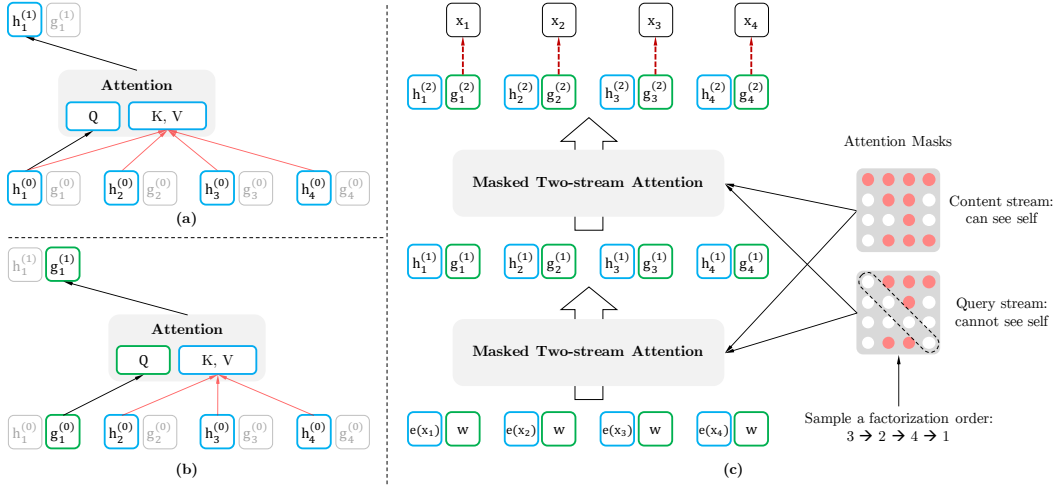 h₁⁽¹⁾ g₁⁽¹⁾
Attention
Q K, V
h₁⁽⁰⁾ g₁⁽⁰⁾ h₂⁽⁰⁾ g₂⁽⁰⁾ h₃⁽⁰⁾ g₃⁽⁰⁾ h₄⁽⁰⁾ g₄⁽⁰⁾
(a)
h₁⁽¹⁾ g₁⁽¹⁾
Attention
Q K, V
h₁⁽⁰⁾ g₁⁽⁰⁾ h₂⁽⁰⁾ g₂⁽⁰⁾ h₃⁽⁰⁾ g₃⁽⁰⁾ h₄⁽⁰⁾ g₄⁽⁰⁾
(b)
x₁ x₂ x₃ x₄
h₁⁽²⁾ g₁⁽²⁾ h₂⁽²⁾ g₂⁽²⁾ h₃⁽²⁾ g₃⁽²⁾ h₄⁽²⁾ g₄⁽²⁾
Masked Two-stream Attention
h₁⁽¹⁾ g₁⁽¹⁾ h₂⁽¹⁾ g₂⁽¹⁾ h₃⁽¹⁾ g₃⁽¹⁾ h₄⁽¹⁾ g₄⁽¹⁾
Masked Two-stream Attention
e(x₁) w e(x₂) w e(x₃) w e(x₄) w
(c)
Attention Masks
Content stream:
can see self
Query stream:
cannot see self
Sample a factorization order:
3 → 2 → 4 → 1